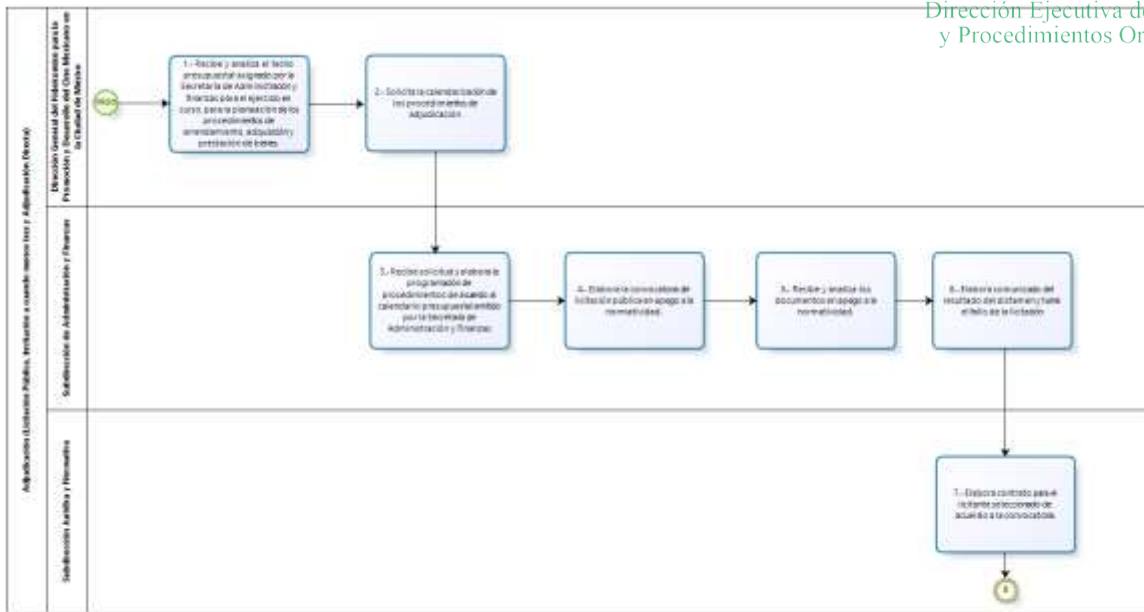 Dirección Ejecutiva de
y Procedimientos Or
Adjudicación (Licitación Pública, Invitación a cuando menos tres y Adjudicación Directa)
Dirección General del Fideicomiso para la
Promoción y Desarrollo del Cine Mexicano en
la Ciudad de México
Inicio
1.- Recibe y analiza el techo
presupuestal asignado por la
Secretaría de Administración y
Finanzas para el ejercicio en
curso, para la planeación de los
procedimientos de
arrendamiento, adquisición y
prestación de bienes.
2.- Solicita la calendarización de
los procedimientos de
adjudicación
Subdirección de Administración y Finanzas
3.- Recibe solicitud y elabora la
programación de
procedimientos de acuerdo al
calendario presupuestal emitido
por la Secretaría de
Administración y Finanzas
4.- Elabora la convocatoria de
licitación pública en apego a la
normatividad.
5.- Recibe y analiza los
documentos en apego a la
normatividad.
6.- Elabora comunicado del
resultado del dictamen y
el fallo de la licitación
Subdirección Jurídica y Normativa
7.- Elabora contrato para el
licitante seleccionado de
acuerdo a la convocatoria.